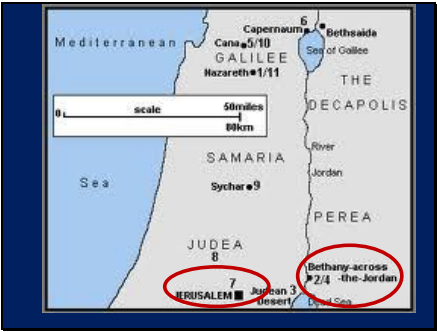 6
Capernaum
Bethsaida
Mediterranean
Cana 5/10
Sea of Galilee
GALILEE
Nazareth 1/11
THE
DECAPOLIS
0
scale
50miles
80km
River
Jordan
SAMARIA
Sea
Sychar 9
PEREA
JUDEA
8
Bethany-across
2/4 -the-Jordan
7
JERUSALEM
Judean 3
Desert
Dead Sea